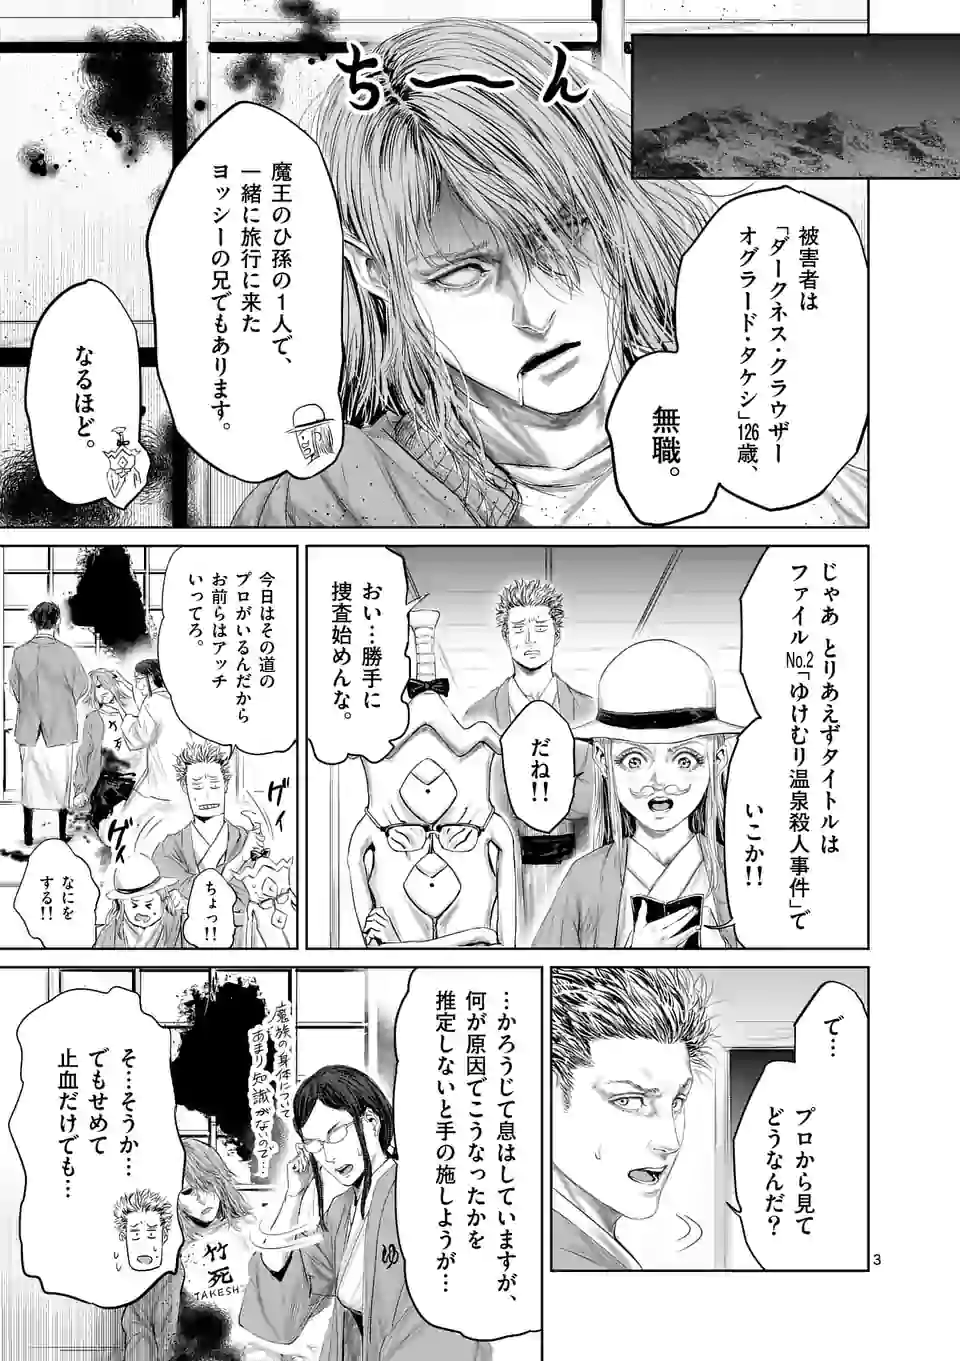 ちーん
被害者は
「ダークネス・クラウザー
オグラード・タケシ」126歳、
無職。
魔王のひ孫の1人で、
一緒に旅行に来た
ヨッシーの兄でもあります。
なるほど。
じゃあ とりあえずタイトルは
ファイルNo.2「ゆけむり温泉殺人事件」で
いこか!!
だね!!
おい…勝手に
捜査始めんな。
今日はその道の
プロがいるんだから
お前らはアッチ
いってろ。
グイ
グイ
ちょっ!!
なにを
する!!
で…
プロから見て
どうなんだ?
…かろうじて息はしていますが、
何が原因でこうなったかを
推定しないと手の施しようが…
魔族の身体について
あまり知識がないので…
そ…そうか…
でもせめて
止血だけでも…
竹
死
TAKESH
ゆ
3